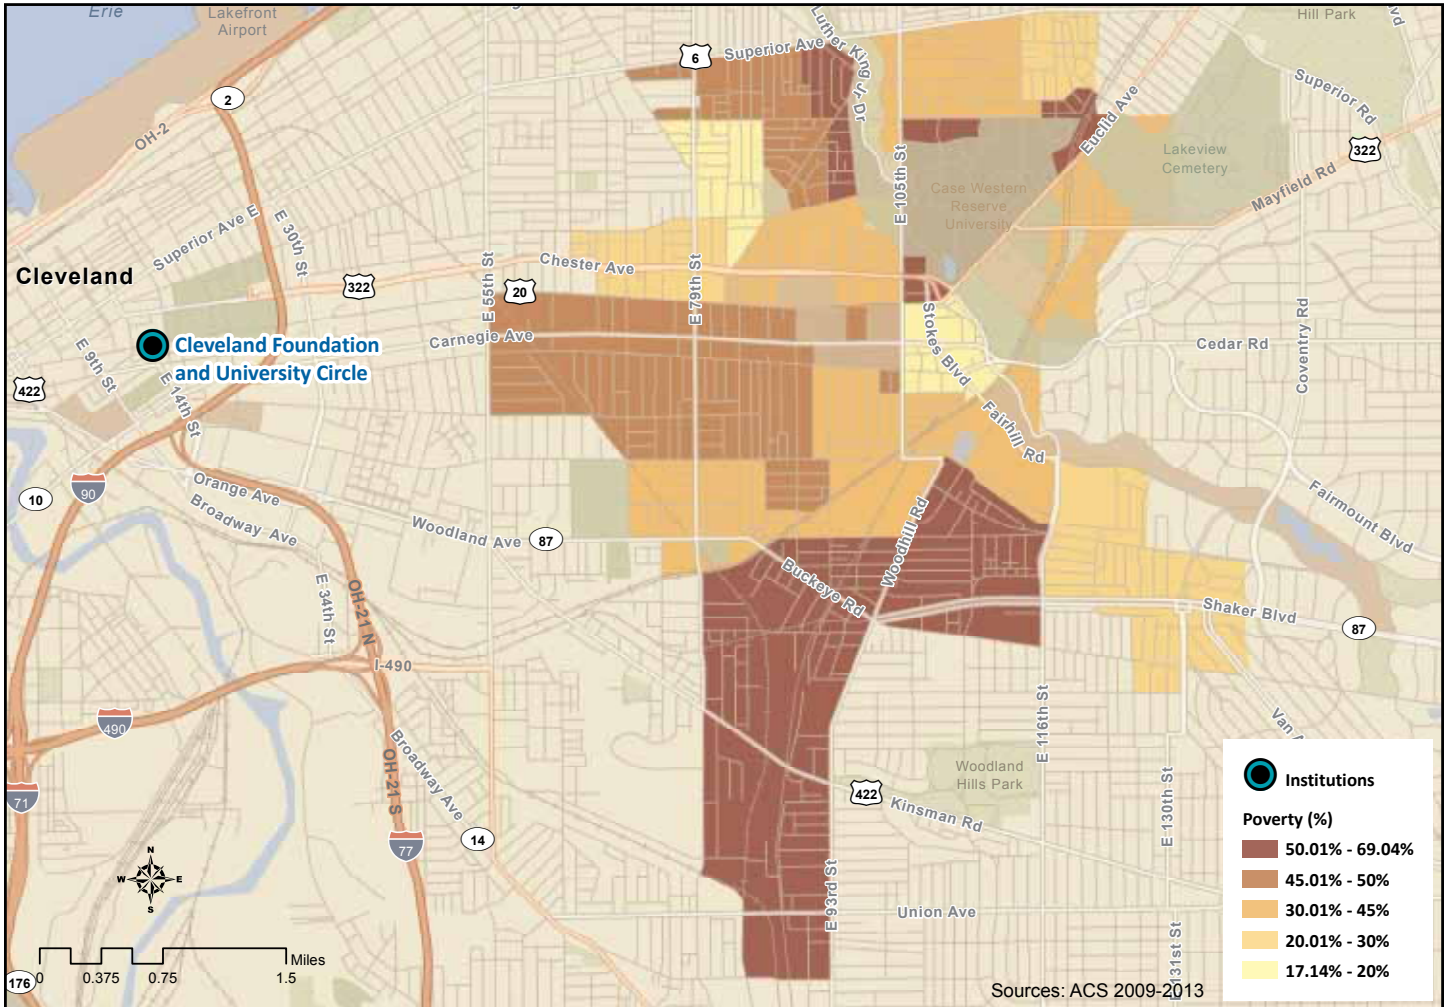 Erie
Lakefront
Airport
Hill Park
Superior Ave
Luther King Jr Dr
6
2
OH-2
Superior Rd
Euclid Ave
322
Lakeview
Cemetery
Mayfield Rd
E 105th St
Case Western
Reserve
University
Superior Ave E
E 30th St
Cleveland
322
E 55th St
20
Chester Ave
E 79th St
Carnegie Ave
Stokes Blvd
Cedar Rd
Coventry Rd
Cleveland Foundation
and University Circle
E 9th St
E 14th St
422
Fairhill Rd
10
90
Orange Ave
Broadway Ave
Woodland Ave
87
Woodhill Rd
Fairmount Blvd
E 34th St
OH-21 N
Buckeye Rd
Shaker Blvd
87
I-490
490
E 116th St
Van A
71
OH-21 S
Broadway Ave
14
77
Woodland
Hills Park
422
Kinsman Rd
E 130th St
E 93rd St
Union Ave
E 131st St
N
W
E
S
Miles
0
0.375
0.75
1.5
176
Institutions
Poverty (%)
50.01% - 69.04%
45.01% - 50%
30.01% - 45%
20.01% - 30%
17.14% - 20%
Sources: ACS 2009-2013